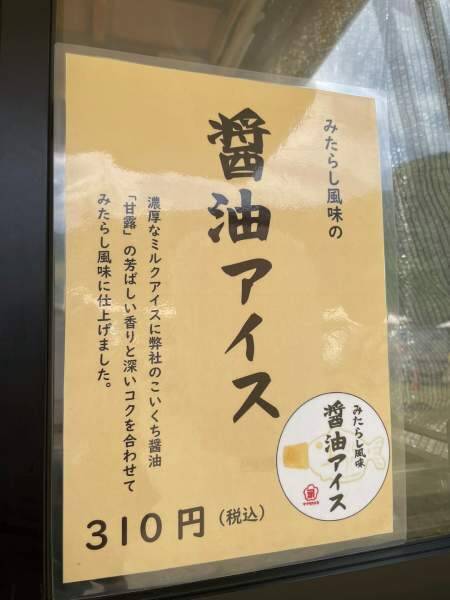 みたらし風味の
醤油アイス
濃厚なミルクアイスに弊社のこいくち醤油
「甘露」の芳ばしい香りと深いコクを合わせて
みたらし風味に仕上げました。
みたらし風味
醤油アイス
310円（税込）